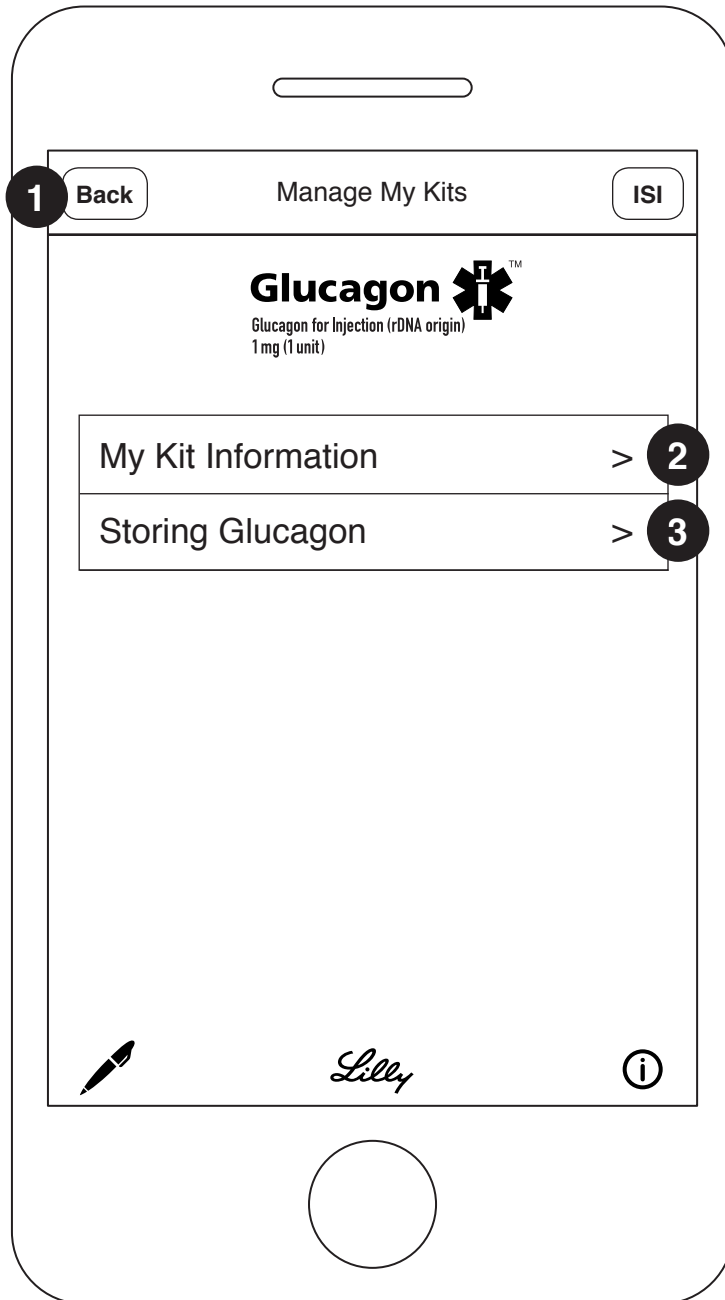 1 Back Manage My Kits ISI
Glucagon ™
Glucagon for Injection (rDNA origin)
1 mg (1 unit)
My Kit Information > 2
Storing Glucagon > 3
Lilly i